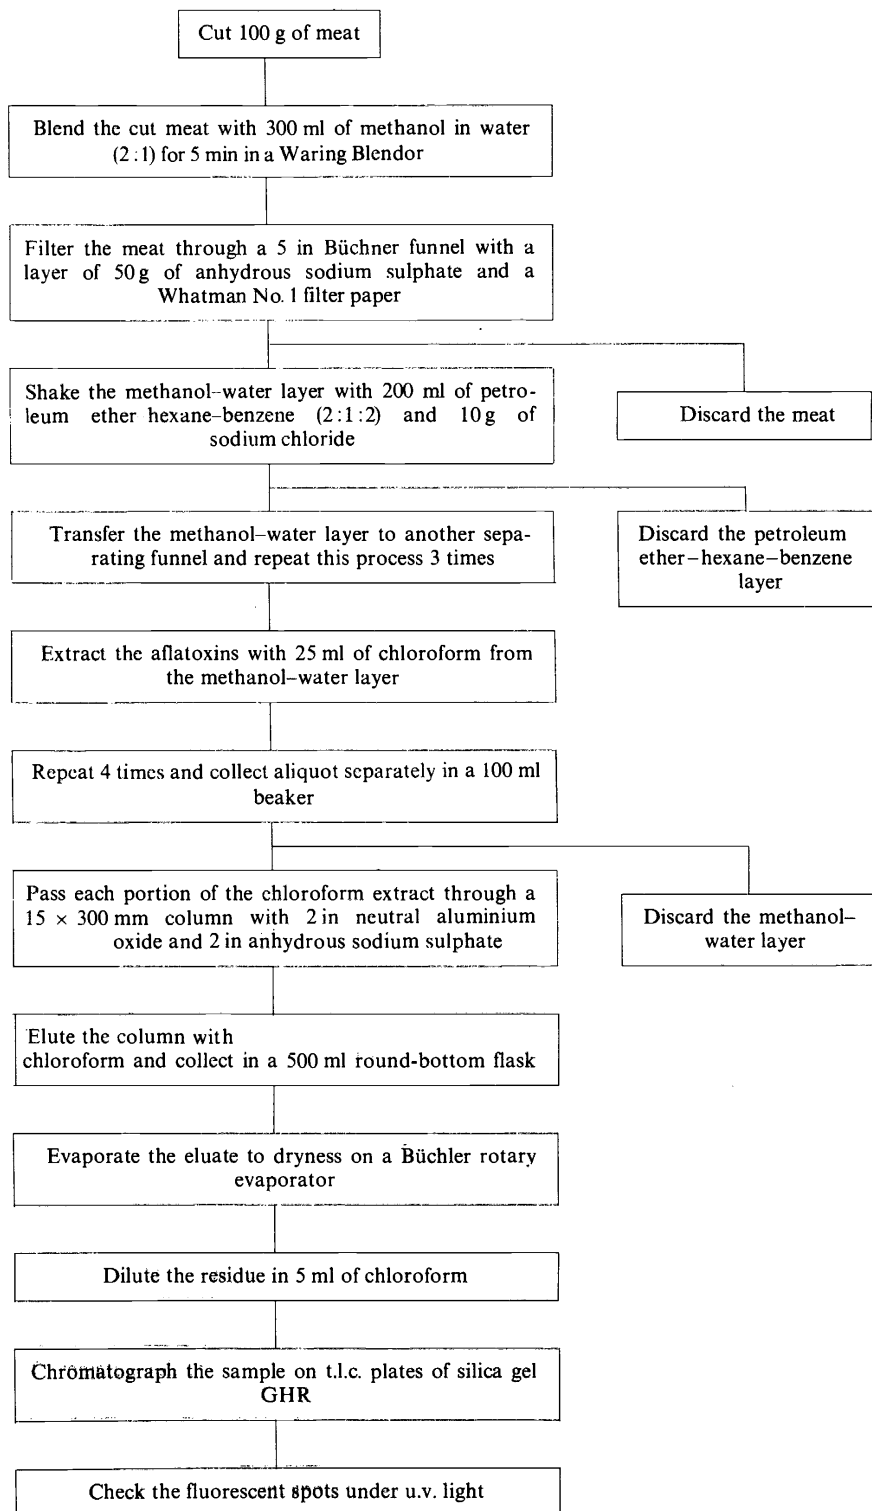 Cut 100 g of meat
Blend the cut meat with 300 ml of methanol in water
(2:1) for 5 min in a Waring Blendor
Filter the meat through a 5 in Büchner funnel with a
layer of 50 g of anhydrous sodium sulphate and a
Whatman No. 1 filter paper
Shake the methanol–water layer with 200 ml of petro-
leum ether hexane–benzene (2:1:2) and 10 g of
sodium chloride
Discard the meat
Transfer the methanol–water layer to another sepa-
rating funnel and repeat this process 3 times
Discard the petroleum
ether–hexane–benzene
layer
Extract the aflatoxins with 25 ml of chloroform from
the methanol–water layer
Repeat 4 times and collect aliquot separately in a 100 ml
beaker
Pass each portion of the chloroform extract through a
15 × 300 mm column with 2 in neutral aluminium
oxide and 2 in anhydrous sodium sulphate
Discard the methanol–
water layer
Elute the column with
chloroform and collect in a 500 ml round-bottom flask
Evaporate the eluate to dryness on a Büchler rotary
evaporator
Dilute the residue in 5 ml of chloroform
Chromatograph the sample on t.l.c. plates of silica gel
GHR
Check the fluorescent spots under u.v. light